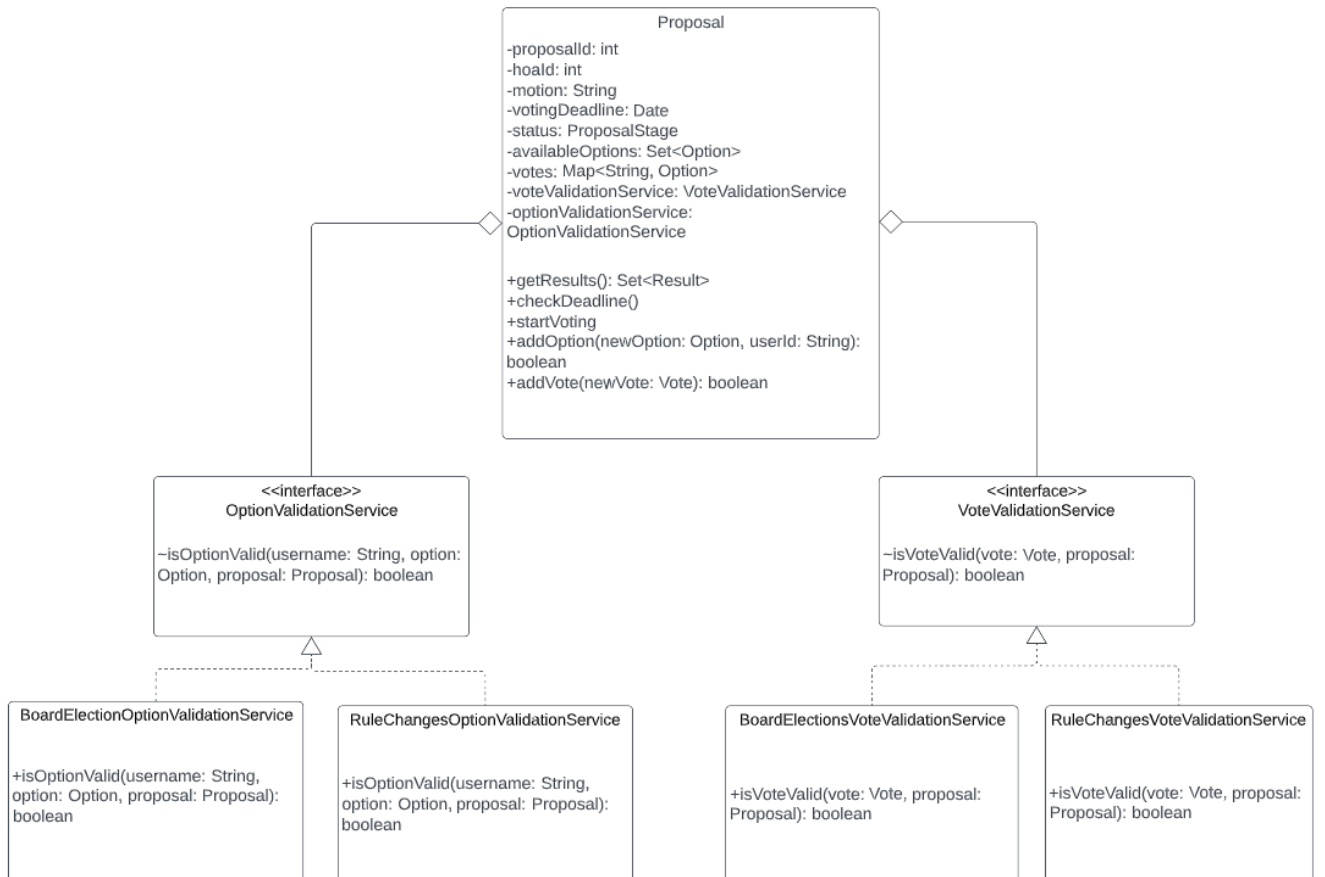 Proposal
-proposalId: int
-hoaId: int
-motion: String
-votingDeadline: Date
-status: ProposalStage
-availableOptions: Set<Option>
-votes: Map<String, Option>
-voteValidationService: VoteValidationService
-optionValidationService:
OptionValidationService
+getResults(): Set<Result>
+checkDeadline()
+startVoting
+addOption(newOption: Option, userId: String):
boolean
+addVote(newVote: Vote): boolean
<<interface>>
OptionValidationService
~isOptionValid(username: String, option:
Option, proposal: Proposal): boolean
<<interface>>
VoteValidationService
~isVoteValid(vote: Vote, proposal:
Proposal): boolean
BoardElectionOptionValidationService
+isOptionValid(username: String,
option: Option, proposal: Proposal):
boolean
RuleChangesOptionValidationService
+isOptionValid(username: String,
option: Option, proposal: Proposal):
boolean
BoardElectionsVoteValidationService
+isVoteValid(vote: Vote, proposal:
Proposal): boolean
RuleChangesVoteValidationService
+isVoteValid(vote: Vote, proposal:
Proposal): boolean